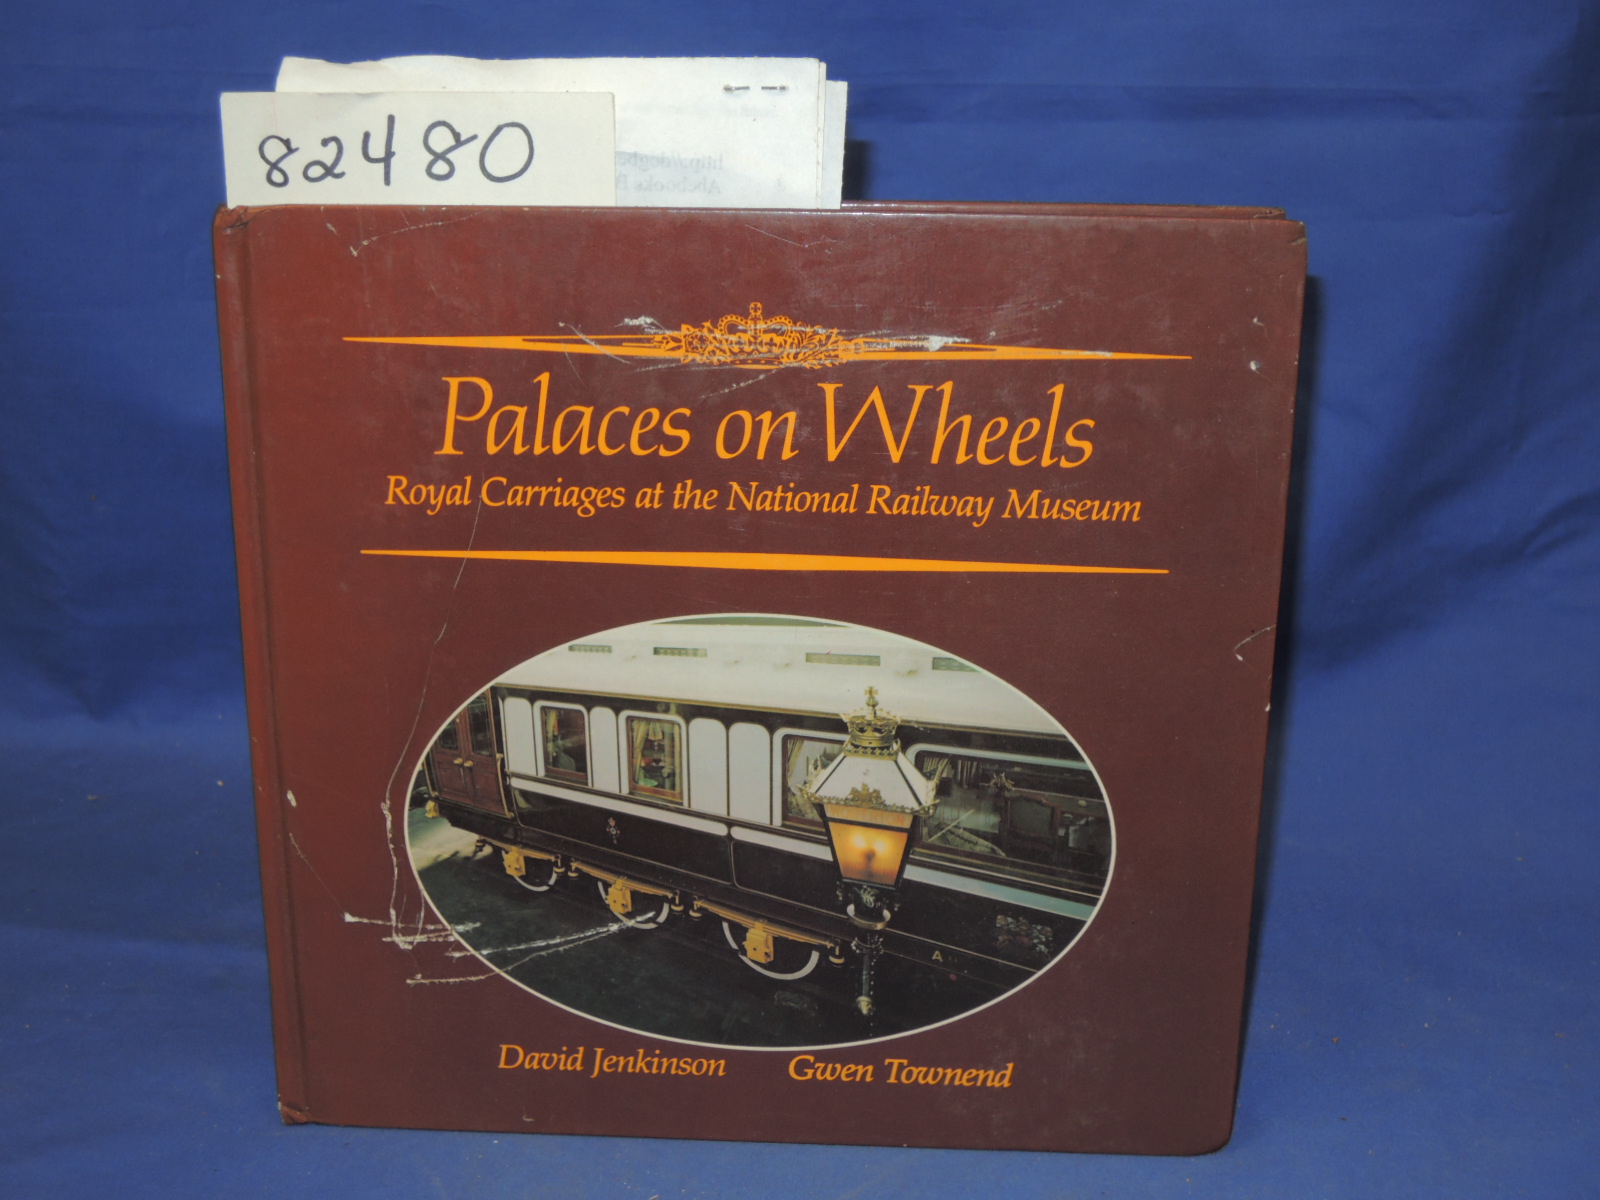 82480
Palaces on Wheels
Royal Carriages at the National Railway Museum
A
David Jenkinson Gwen Townend